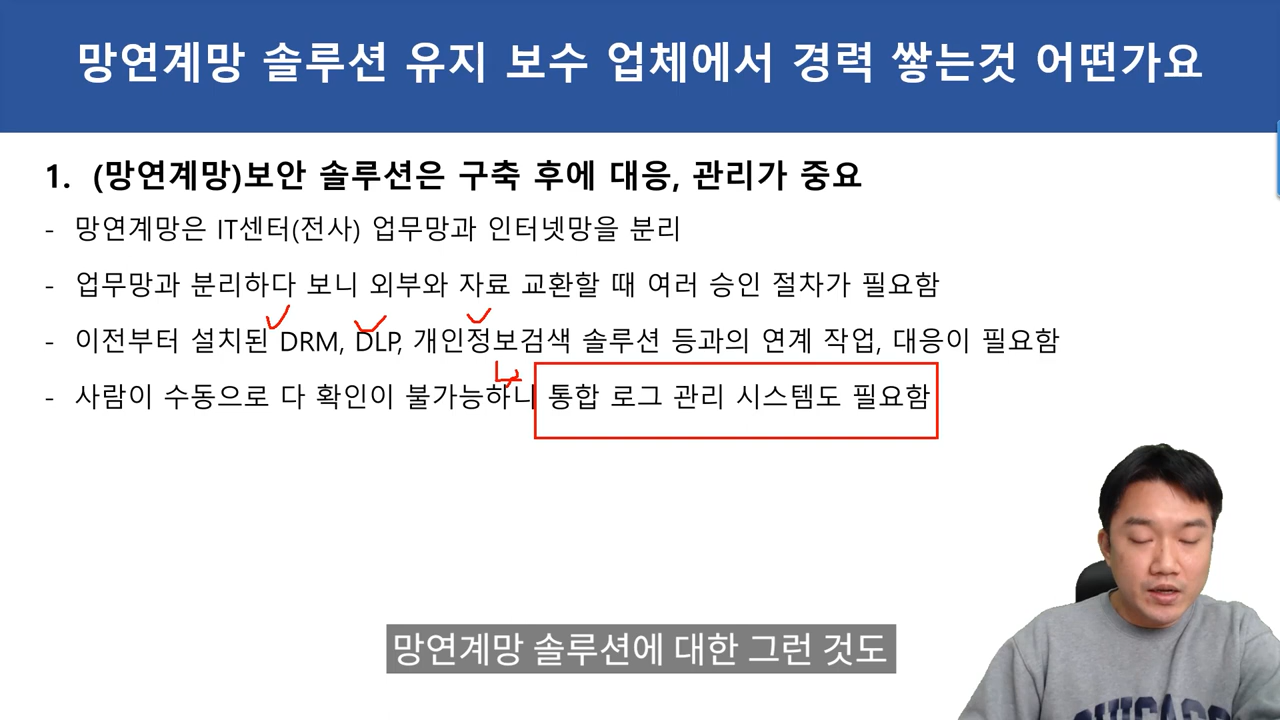 망연계망 솔루션 유지 보수 업체에서 경력 쌓는것 어떤가요
1. (망연계망)보안 솔루션은 구축 후에 대응, 관리가 중요
- 망연계망은 IT센터(전사) 업무망과 인터넷망을 분리
- 업무망과 분리하다 보니 외부와 자료 교환할 때 여러 승인 절차가 필요함
- 이전부터 설치된 DRM, DLP, 개인정보검색 솔루션 등과의 연계 작업, 대응이 필요함
- 사람이 수동으로 다 확인이 불가능하니 통합 로그 관리 시스템도 필요함
망연계망 솔루션에 대한 그런 것도